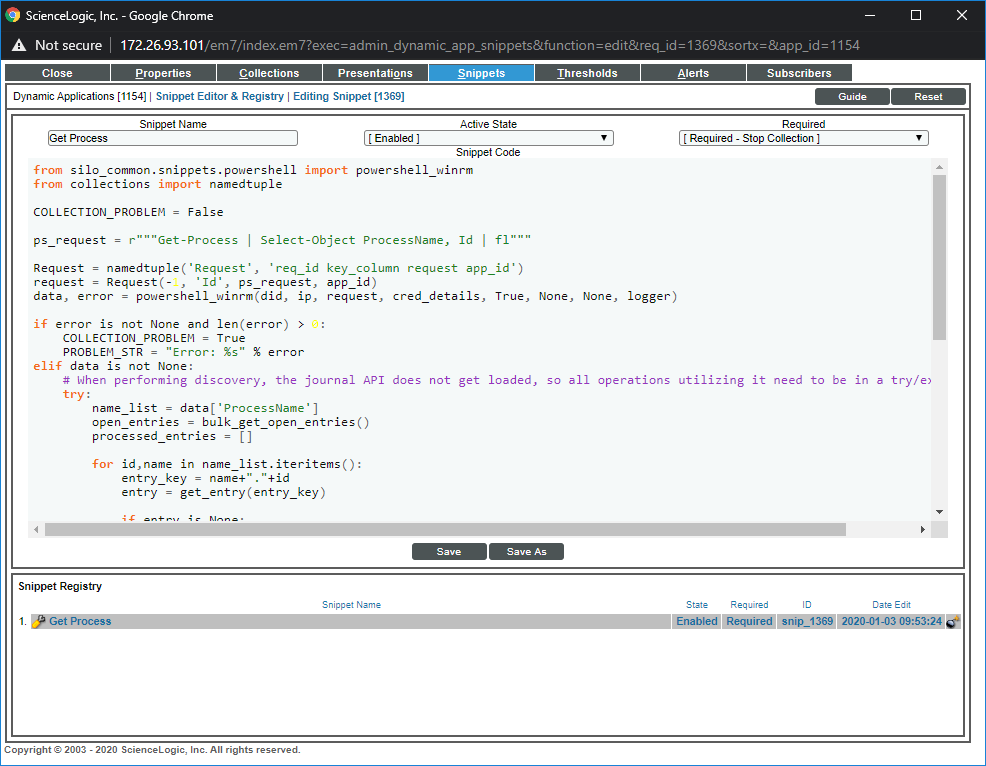 ScienceLogic, Inc. - Google Chrome
Not secure | 172.26.93.101/em7/index.em7?exec=admin_dynamic_app_snippets&function=edit&req_id=1369&sortx=&app_id=1154
Close Properties Collections Presentations Snippets Thresholds Alerts Subscribers
Dynamic Applications [1154] | Snippet Editor & Registry | Editing Snippet [1369] Guide Reset
Snippet Name Active State Required
Get Process [ Enabled ] [ Required - Stop Collection ]
Snippet Code
from silo_common.snippets.powershell import powershell_winrm
from collections import namedtuple
COLLECTION_PROBLEM = False
ps_request = r"""Get-Process | Select-Object ProcessName, Id | fl"""
Request = namedtuple('Request', 'req_id key_column request app_id')
request = Request(-1, 'Id', ps_request, app_id)
data, error = powershell_winrm(did, ip, request, cred_details, True, None, None, logger)
if error is not None and len(error) > 0:
    COLLECTION_PROBLEM = True
    PROBLEM_STR = "Error: %s" % error
elif data is not None:
    # When performing discovery, the journal API does not get loaded, so all operations utilizing it need to be in a try/ex
    try:
        name_list = data['ProcessName']
        open_entries = bulk_get_open_entries()
        processed_entries = []
        for id,name in name_list.iteritems():
            entry_key = name+"."+id
            entry = get_entry(entry_key)
            if entry is None:
Save Save As
Snippet Registry
Snippet Name State Required ID Date Edit
1. Get Process Enabled Required snip_1369 2020-01-03 09:53:24
Copyright © 2003 - 2020 ScienceLogic, Inc. All rights reserved.